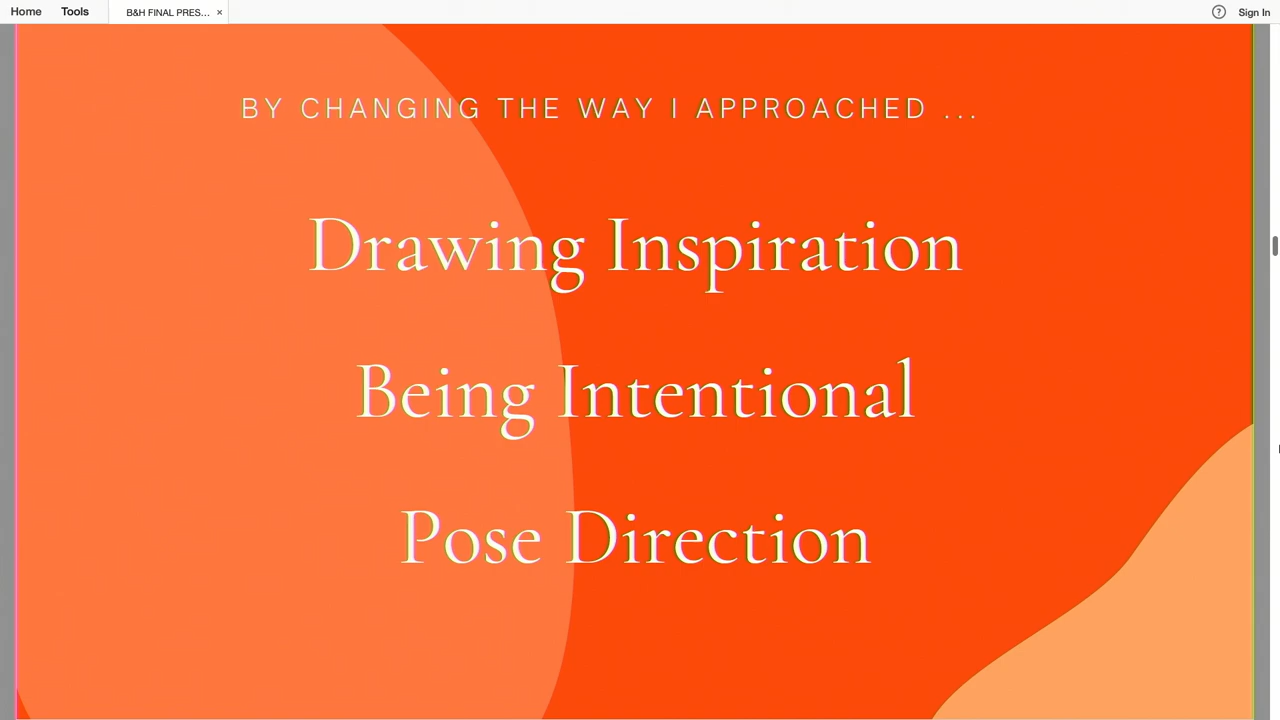 Home Tools B&H FINAL PRES... × ? Sign In
BY CHANGING THE WAY I APPROACHED ...
Drawing Inspiration
Being Intentional
Pose Direction